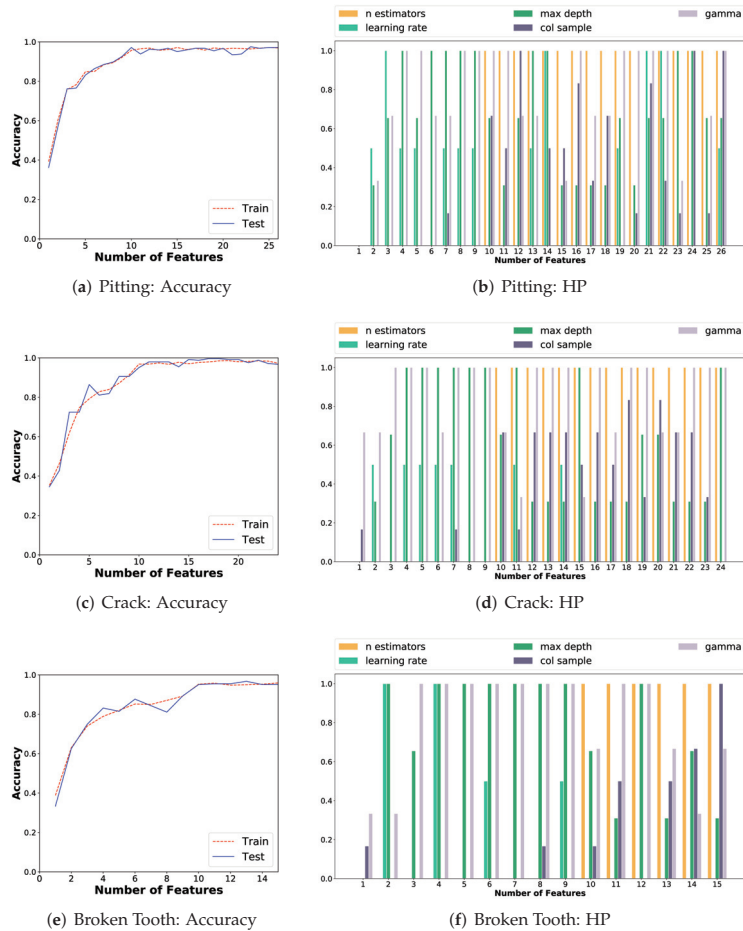 1.0
0.8
0.6
0.4
0.2
0.0
Accuracy
Train
Test
0 5 10 15 20 25
Number of Features
(a) Pitting: Accuracy
n estimators
learning rate
max depth
col sample
gamma
1.0
0.8
0.6
0.4
0.2
0.0
1 2 3 4 5 6 7 8 9 10 11 12 13 14 15 16 17 18 19 20 21 22 23 24 25 26
Number of Features
(b) Pitting: HP
1.0
0.8
0.6
0.4
0.2
0.0
Accuracy
Train
Test
0 5 10 15 20
Number of Features
(c) Crack: Accuracy
n estimators
learning rate
max depth
col sample
gamma
1.0
0.8
0.6
0.4
0.2
0.0
1 2 3 4 5 6 7 8 9 10 11 12 13 14 15 16 17 18 19 20 21 22 23 24
Number of Features
(d) Crack: HP
1.0
0.8
0.6
0.4
0.2
0.0
Accuracy
Train
Test
0 2 4 6 8 10 12 14
Number of Features
(e) Broken Tooth: Accuracy
n estimators
learning rate
max depth
col sample
gamma
1.0
0.8
0.6
0.4
0.2
0.0
1 2 3 4 5 6 7 8 9 10 11 12 13 14 15
Number of Features
(f) Broken Tooth: HP